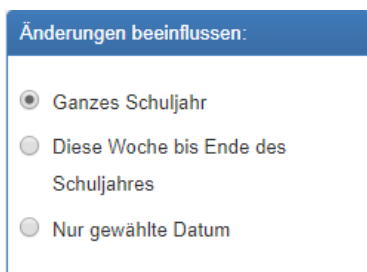 Änderungen beeinflussen:
Ganzes Schuljahr
Diese Woche bis Ende des
Schuljahres
Nur gewählte Datum